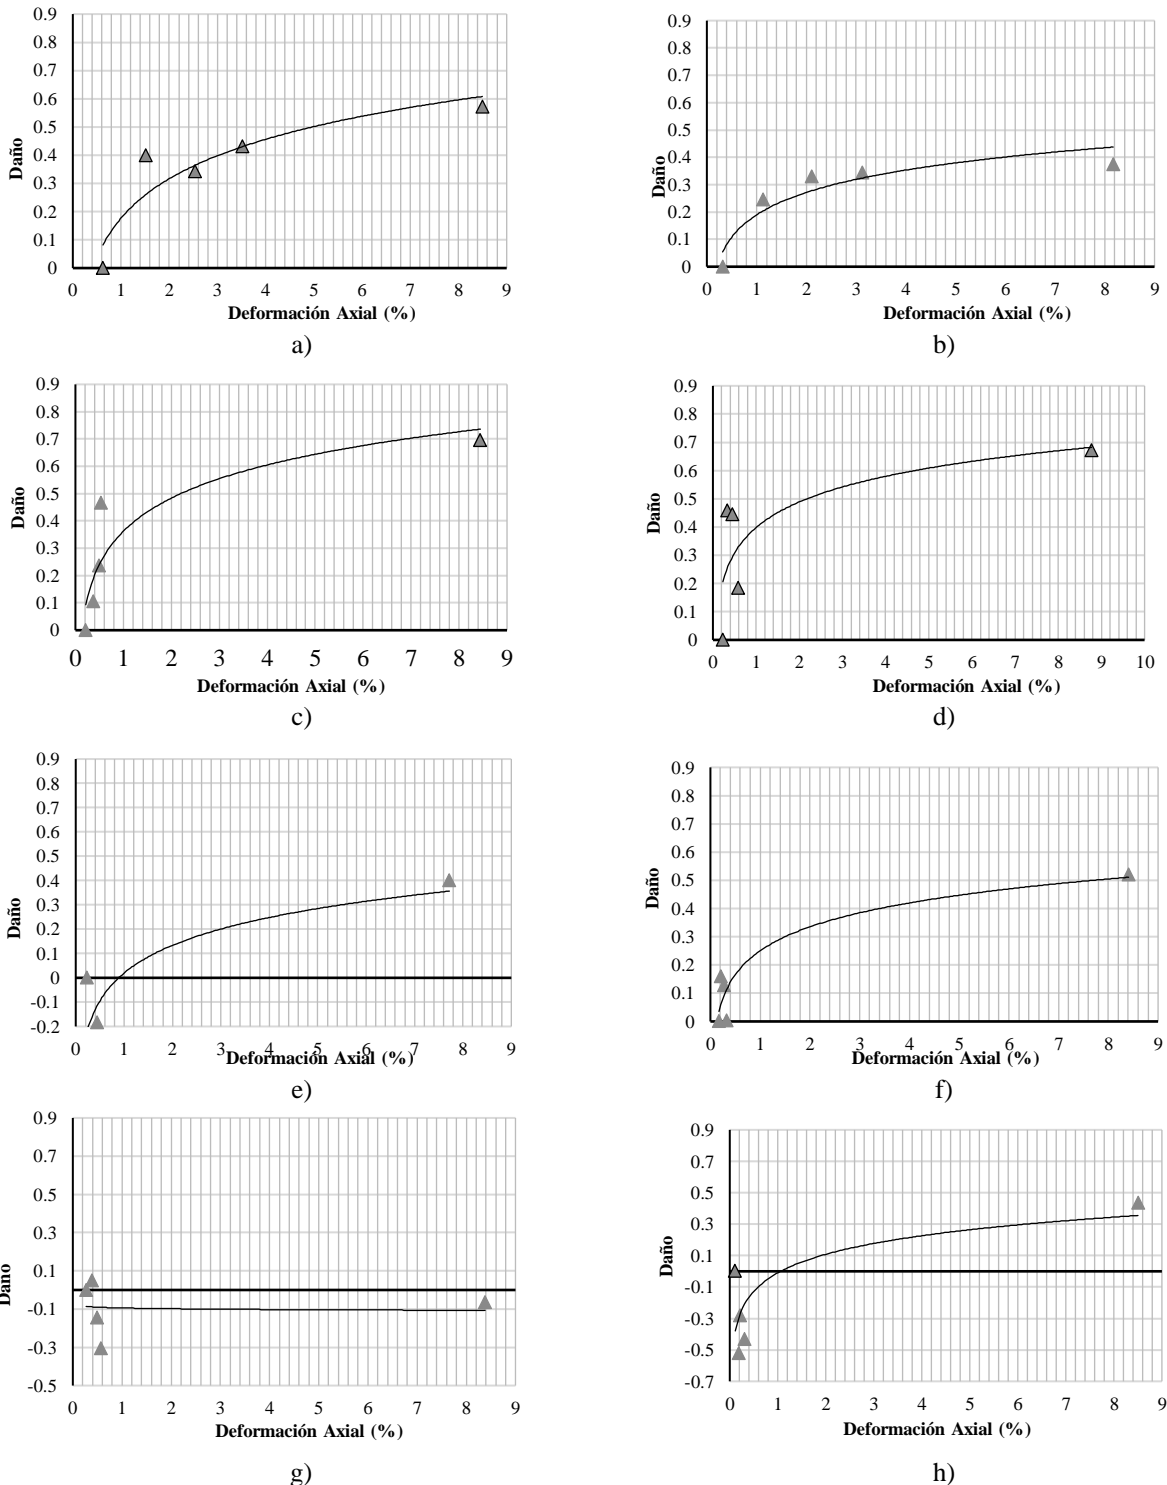 0.9
0.8
0.7
0.6
0.5
0.4
0.3
0.2
0.1
0
0 1 2 3 4 5 6 7 8 9
Daño
Deformación Axial (%)
a)
0.9
0.8
0.7
0.6
0.5
0.4
0.3
0.2
0.1
0
0 1 2 3 4 5 6 7 8 9
Daño
Deformación Axial (%)
b)
0.9
0.8
0.7
0.6
0.5
0.4
0.3
0.2
0.1
0
0 1 2 3 4 5 6 7 8 9
Daño
Deformación Axial (%)
c)
0.9
0.8
0.7
0.6
0.5
0.4
0.3
0.2
0.1
0
0 1 2 3 4 5 6 7 8 9 10
Daño
Deformación Axial (%)
d)
0.9
0.8
0.7
0.6
0.5
0.4
0.3
0.2
0.1
0
-0.1
-0.2
0 1 2 3 4 5 6 7 8 9
Daño
Deformación Axial (%)
e)
0.9
0.8
0.7
0.6
0.5
0.4
0.3
0.2
0.1
0
0 1 2 3 4 5 6 7 8 9
Daño
Deformación Axial (%)
f)
0.9
0.7
0.5
0.3
0.1
-0.1
-0.3
-0.5
0 1 2 3 4 5 6 7 8 9
Dano
Deformación Axial (%)
g)
0.9
0.7
0.5
0.3
0.1
-0.1
-0.3
-0.5
-0.7
0 1 2 3 4 5 6 7 8 9
Daño
Deformación Axial (%)
h)